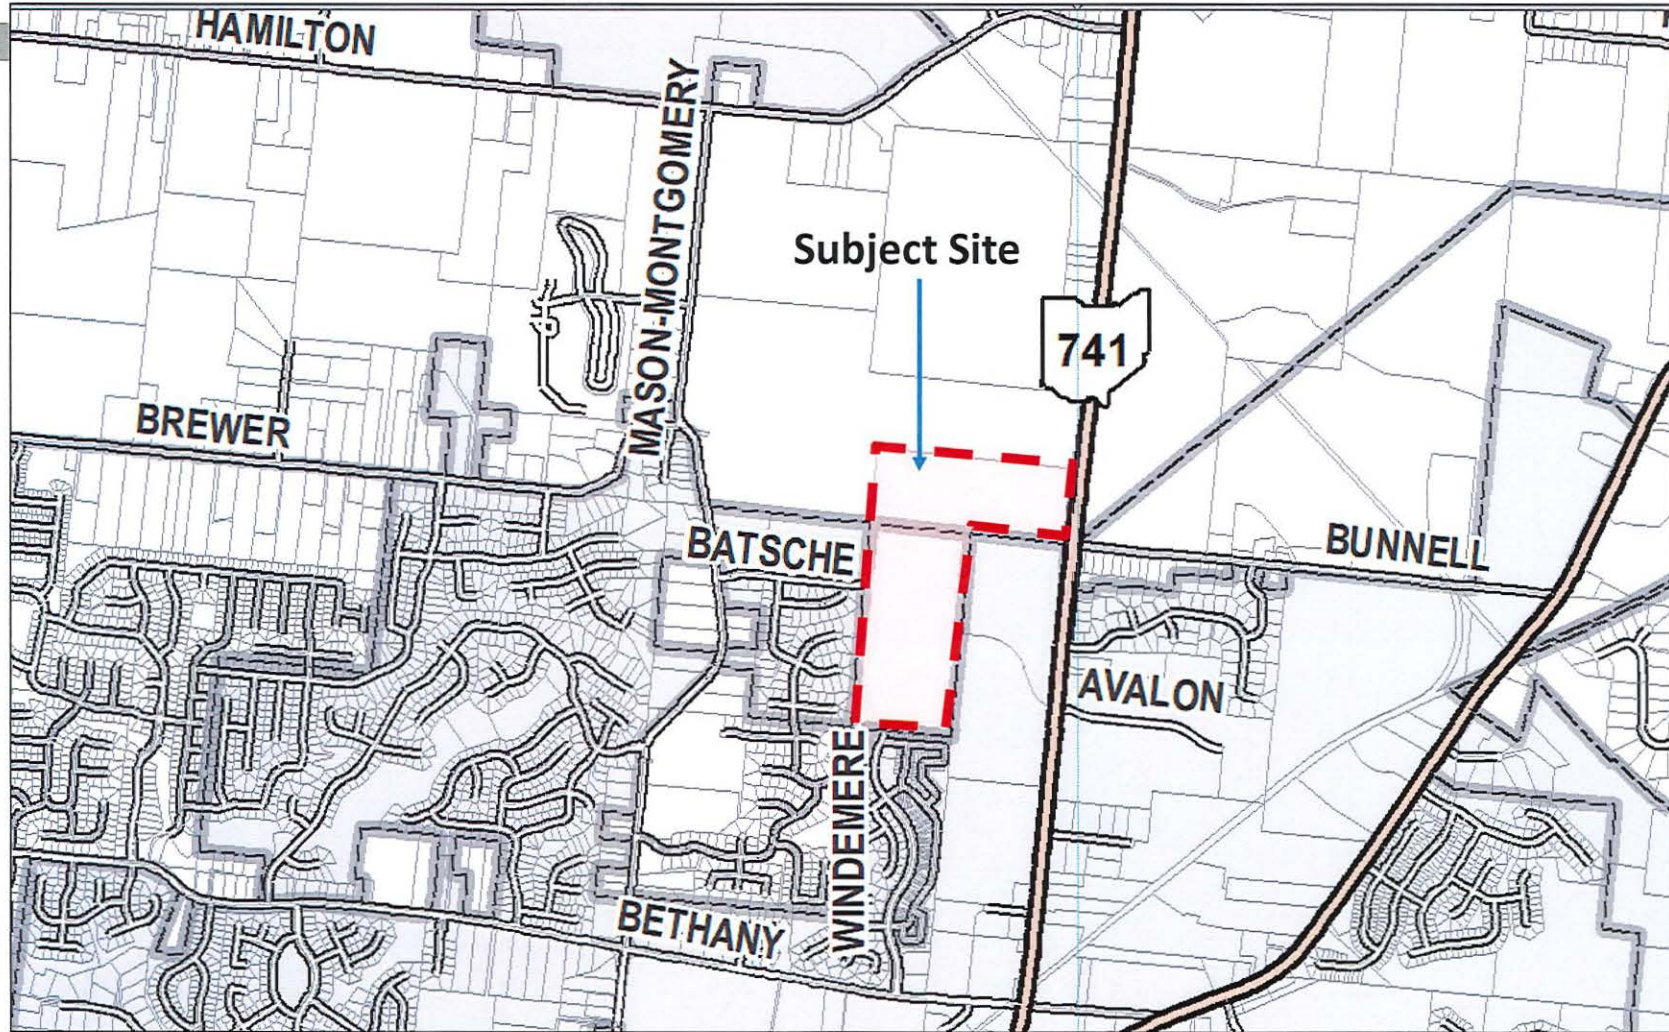 HAMILTON
MASON-MONTGOMERY
Subject Site
741
BREWER
BATSCHE
BUNNELL
AVALON
WINDEMERE
BETHANY